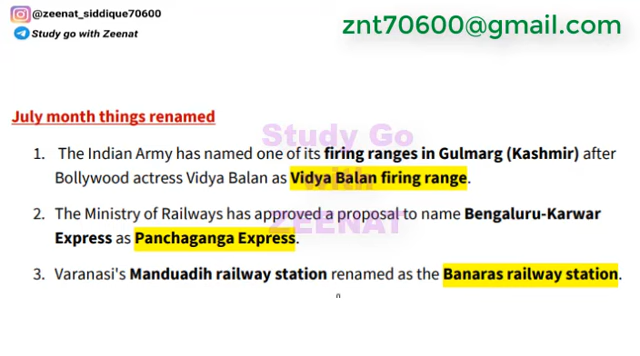 @zeenat_siddique70600
Study go with Zeenat
znt70600@gmail.com
July month things renamed
Study Go
with
ZEENAT
1. The Indian Army has named one of its firing ranges in Gulmarg (Kashmir) after
Bollywood actress Vidya Balan as Vidya Balan firing range.
2. The Ministry of Railways has approved a proposal to name Bengaluru-Karwar
Express as Panchaganga Express.
3. Varanasi's Manduadih railway station renamed as the Banaras railway station.